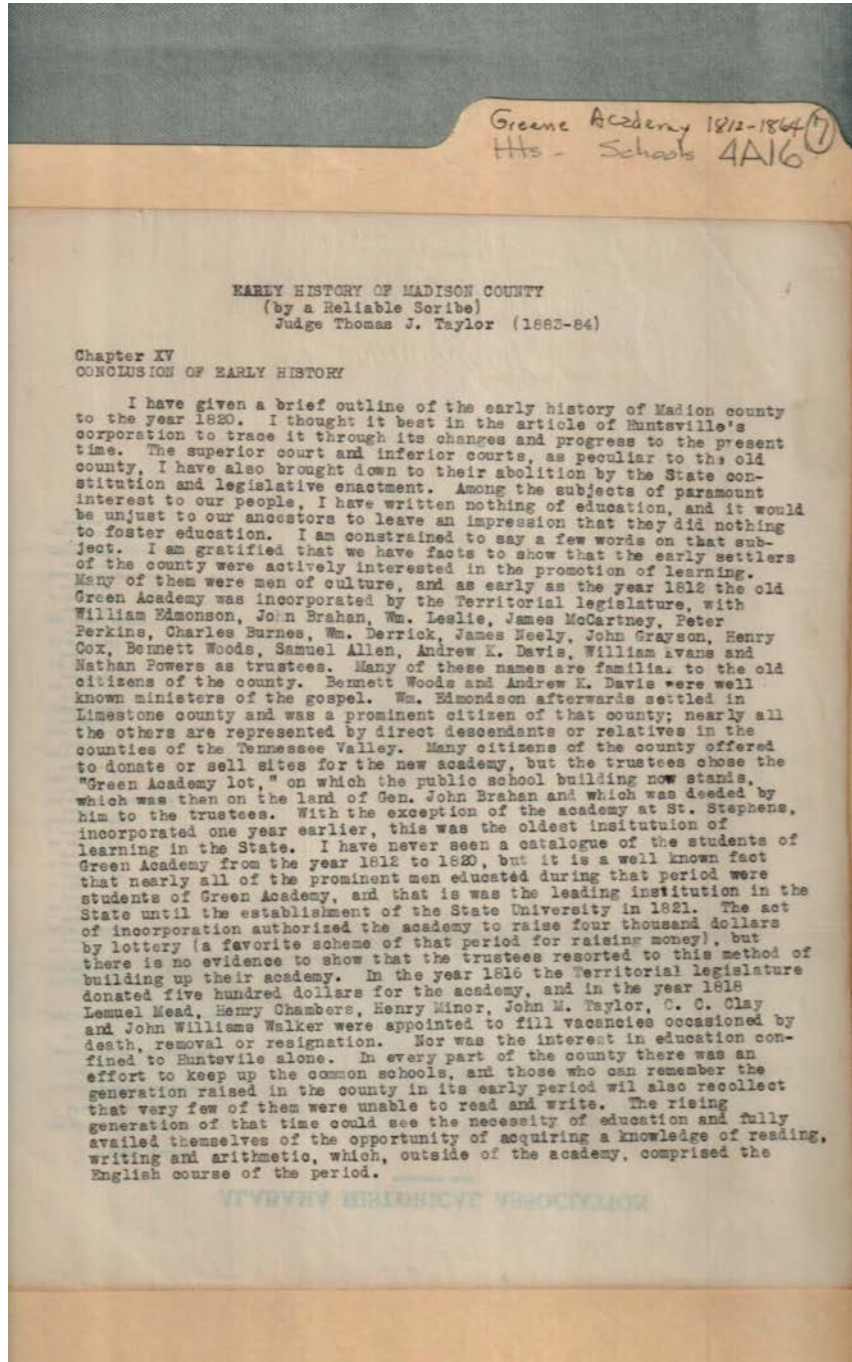 Greene Academy 1812-1864 7
Hts - Schools 4A16
EARLY HISTORY OF MADISON COUNTY
(by a Reliable Scribe)
Judge Thomas J. Taylor (1883-84)
Chapter XV
CONCLUSION OF EARLY HISTORY
I have given a brief outline of the early history of Madion county
to the year 1820. I thought it best in the article of Huntsville's
corporation to trace it through its changes and progress to the present
time. The superior court and inferior courts, as peculiar to the old
county, I have also brought down to their abolition by the State con-
stitution and legislative enactment. Among the subjects of paramount
interest to our people, I have written nothing of education, and it would
be unjust to our ancestors to leave an impression that they did nothing
to foster education. I am constrained to say a few words on that sub-
ject. I am gratified that we have facts to show that the early settlers
of the county were actively interested in the promotion of learning.
Many of them were men of culture, and as early as the year 1812 the old
Green Academy was incorporated by the Territorial legislature, with
William Edmonson, John Brahan, Wm. Leslie, James McCartney, Peter
Perkins, Charles Burnes, Wm. Derrick, James Neely, John Grayson, Henry
Cox, Bennett Woods, Samuel Allen, Andrew K. Davis, William Evans and
Nathan Powers as trustees. Many of these names are familiar to the old
citizens of the county. Bennett Woods and Andrew K. Davis were well
known ministers of the gospel. Wm. Edmondson afterwards settled in
Limestone county and was a prominent citizen of that county; nearly all
the others are represented by direct descendants or relatives in the
counties of the Tennessee Valley. Many citizens of the county offered
to donate or sell sites for the new academy, but the trustees chose the
"Green Academy lot," on which the public school building now stands,
which was then on the land of Gen. John Brahan and which was deeded by
him to the trustees. With the exception of the academy at St. Stephens,
incorporated one year earlier, this was the oldest insitutuion of
learning in the State. I have never seen a catalogue of the students of
Green Academy from the year 1812 to 1820, but it is a well known fact
that nearly all of the prominent men educated during that period were
students of Green Academy, and that is was the leading institution in the
State until the establishment of the State University in 1821. The act
of incorporation authorized the academy to raise four thousand dollars
by lottery (a favorite scheme of that period for raising money), but
there is no evidence to show that the trustees resorted to this method of
building up their academy. In the year 1816 the Territorial legislature
donated five hundred dollars for the academy, and in the year 1818
Lemuel Mead, Henry Chambers, Henry Minor, John M. Taylor, C. C. Clay
and John Williams Walker were appointed to fill vacancies occasioned by
death, removal or resignation. Nor was the interest in education con-
fined to Huntsvile alone. In every part of the county there was an
effort to keep up the common schools, and those who can remember the
generation raised in the county in its early period wil also recollect
that very few of them were unable to read and write. The rising
generation of that time could see the necessity of education and fully
availed themselves of the opportunity of acquiring a knowledge of reading,
writing and arithmetic, which, outside of the academy, comprised the
English course of the period.
ALABAMA HISTORICAL ASSOCIATION